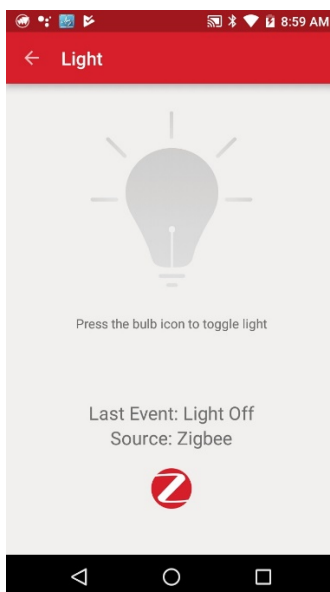 8:59 AM
Light
Press the bulb icon to toggle light
Last Event: Light Off
Source: Zigbee